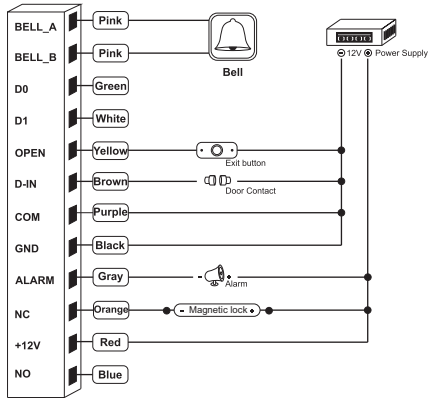 BELL_A Pink
BELL_B Pink
Bell
⊖ 12V Power Supply
D0 Green
D1 White
OPEN Yellow
Exit button
D-IN Brown
Door Contact
COM Purple
GND Black
ALARM Gray - +
Alarm
NC Orange - Magnetic lock +
+12V Red
NO Blue